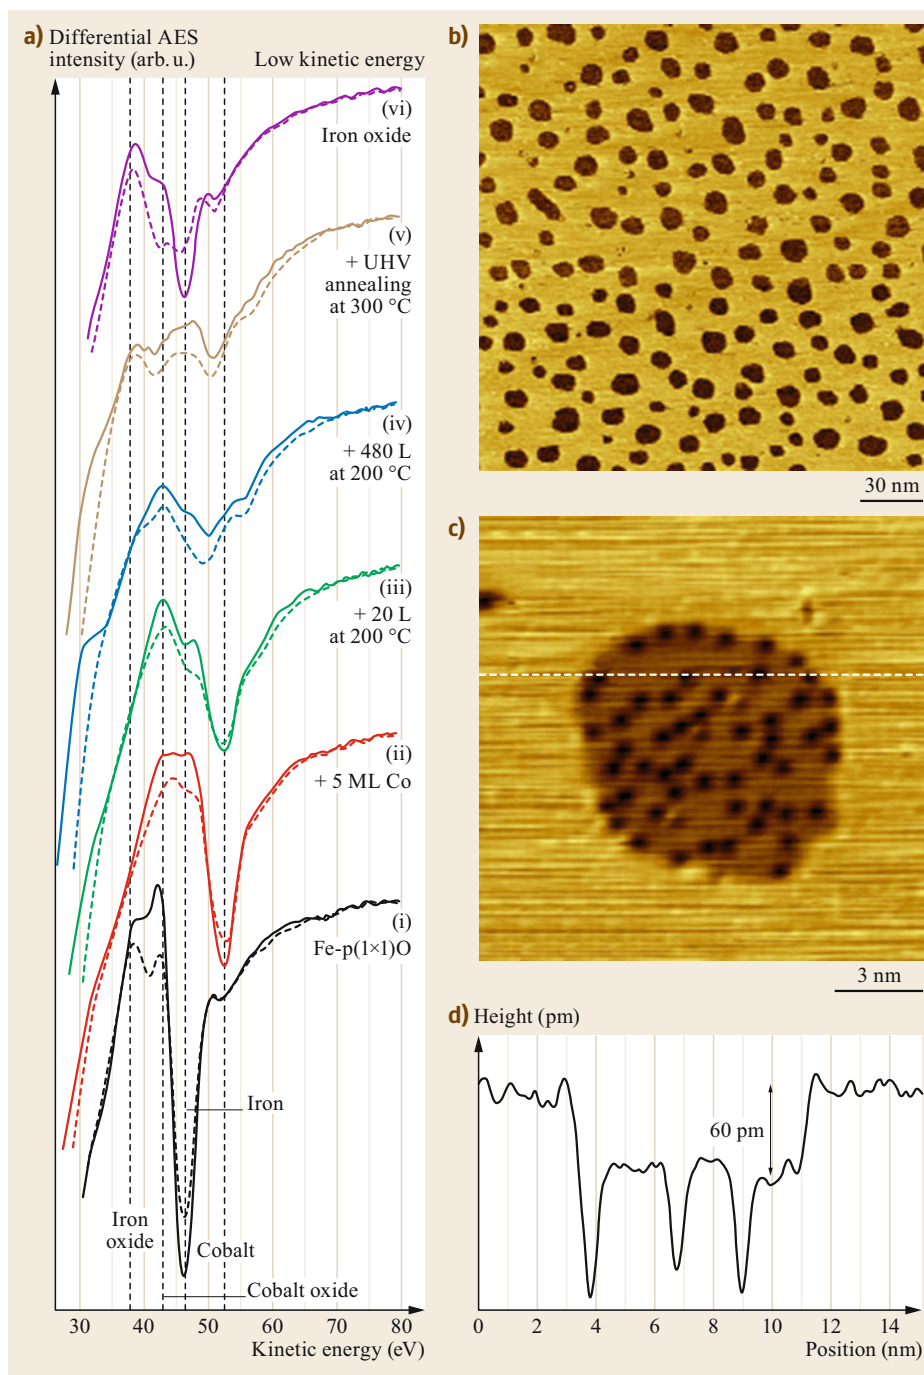 a) Differential AES
intensity (arb. u.)
Low kinetic energy
(vi)
Iron oxide
(v)
+ UHV
annealing
at 300 °C
(iv)
+ 480 L
at 200 °C
(iii)
+ 20 L
at 200 °C
(ii)
+ 5 ML Co
(i)
Fe-p(1×1)O
Iron
Iron
oxide
Cobalt
Cobalt oxide
30 40 50 60 70 80
Kinetic energy (eV)
b)
30 nm
c)
3 nm
d) Height (pm)
60 pm
0 2 4 6 8 10 12 14
Position (nm)